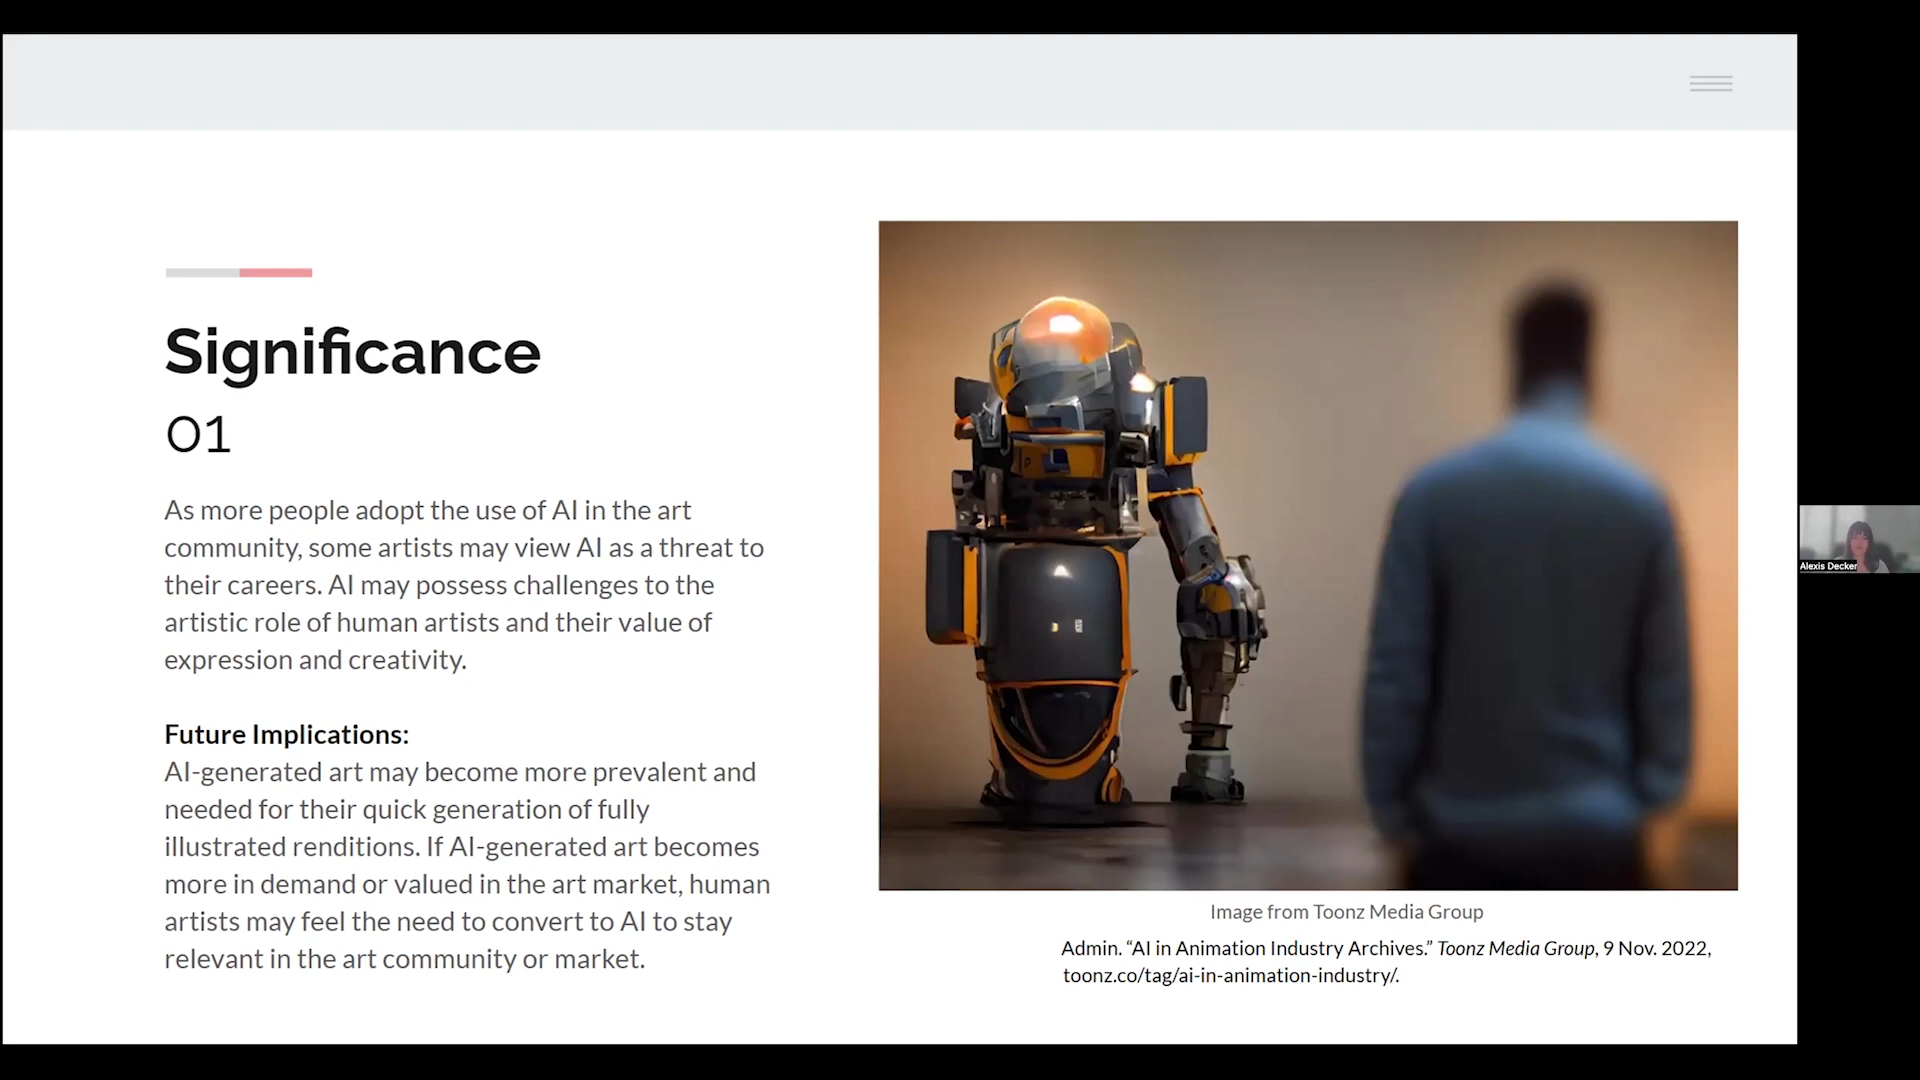 Significance
01
As more people adopt the use of AI in the art
community, some artists may view AI as a threat to
their careers. AI may possess challenges to the
artistic role of human artists and their value of
expression and creativity.
Future Implications:
AI-generated art may become more prevalent and
needed for their quick generation of fully
illustrated renditions. If AI-generated art becomes
more in demand or valued in the art market, human
artists may feel the need to convert to AI to stay
relevant in the art community or market.
Image from Toonz Media Group
Admin. “AI in Animation Industry Archives.” Toonz Media Group, 9 Nov. 2022,
toonz.co/tag/ai-in-animation-industry/.
Alexis Decker